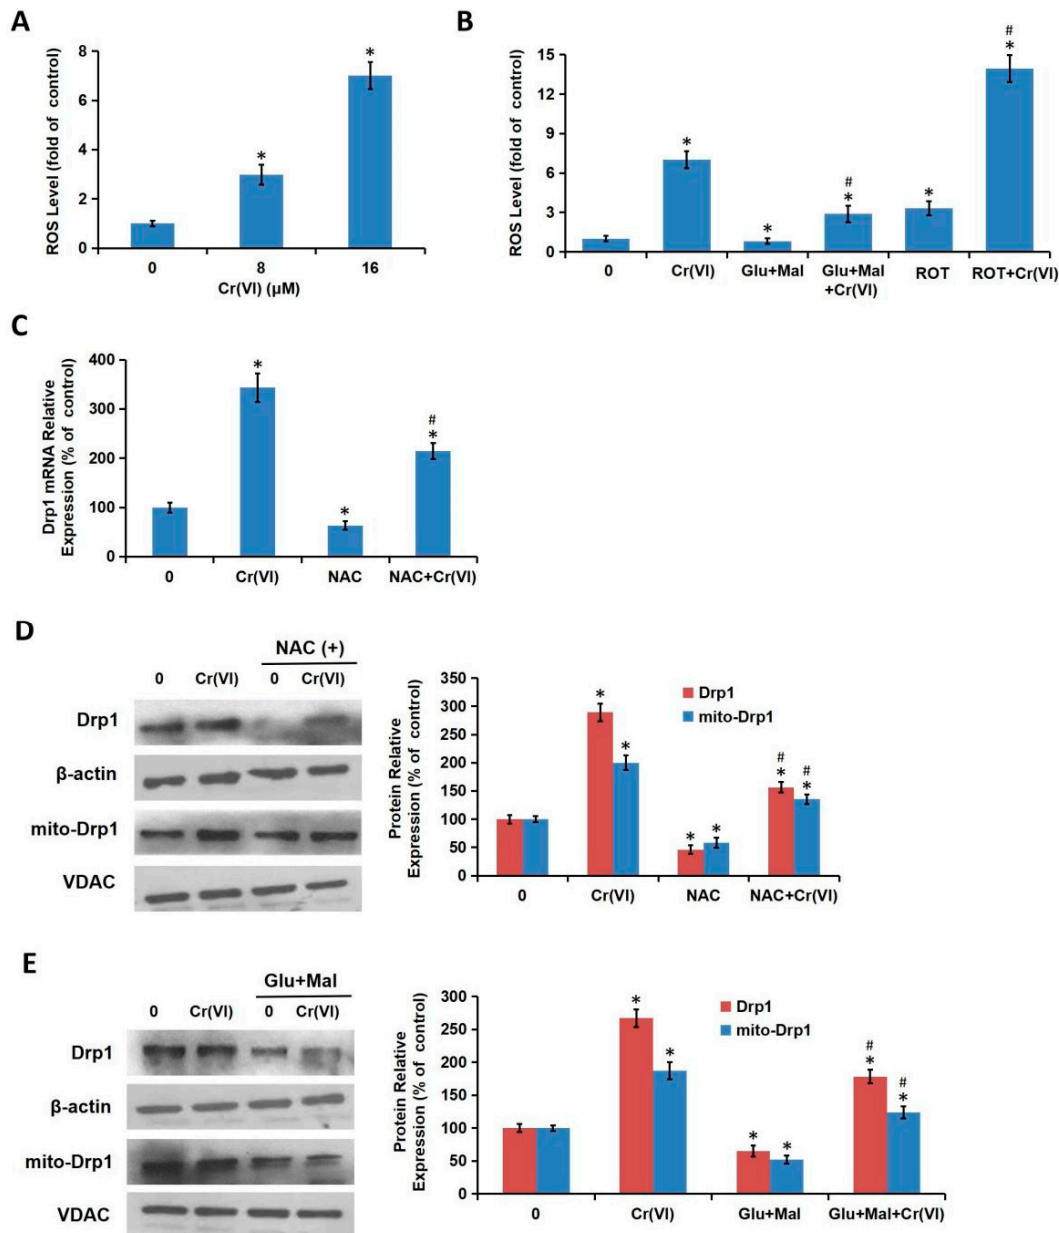 A
ROS Level (fold of control)
8
6
4
2
0
*
*
0
8
16
Cr(VI) (μM)
B
ROS Level (fold of control)
15
12
9
6
3
0
*
*
#
*
*
#
*
0
Cr(VI)
Glu+Mal
Glu+Mal
+Cr(VI)
ROT
ROT+Cr(VI)
C
Drp1 mRNA Relative
Expression (% of control)
400
300
200
100
0
*
*
#
*
0
Cr(VI)
NAC
NAC+Cr(VI)
D
NAC (+)
0 Cr(VI) 0 Cr(VI)
Drp1
β-actin
mito-Drp1
VDAC
Protein Relative
Expression (% of control)
350
300
250
200
150
100
50
0
Drp1
mito-Drp1
*
*
* *
# #
* *
0
Cr(VI)
NAC
NAC+Cr(VI)
E
Glu+Mal
0 Cr(VI) 0 Cr(VI)
Drp1
β-actin
mito-Drp1
VDAC
Protein Relative
Expression (% of control)
300
250
200
150
100
50
0
Drp1
mito-Drp1
*
*
* *
#
*
#
*
0
Cr(VI)
Glu+Mal
Glu+Mal+Cr(VI)